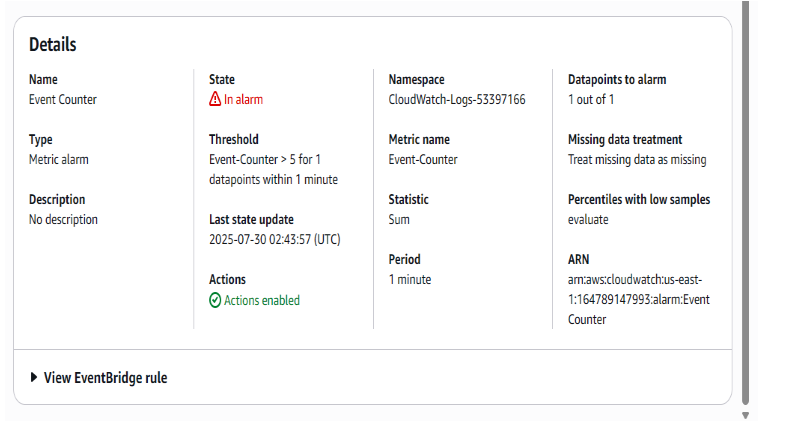 Details
Name
Event Counter
Type
Metric alarm
Description
No description
State
In alarm
Threshold
Event-Counter > 5 for 1
datapoints within 1 minute
Last state update
2025-07-30 02:43:57 (UTC)
Actions
Actions enabled
Namespace
CloudWatch-Logs-53397166
Metric name
Event-Counter
Statistic
Sum
Period
1 minute
Datapoints to alarm
1 out of 1
Missing data treatment
Treat missing data as missing
Percentiles with low samples
evaluate
ARN
arn:aws:cloudwatch:us-east-
1:164789147993:alarm:Event
Counter
View EventBridge rule